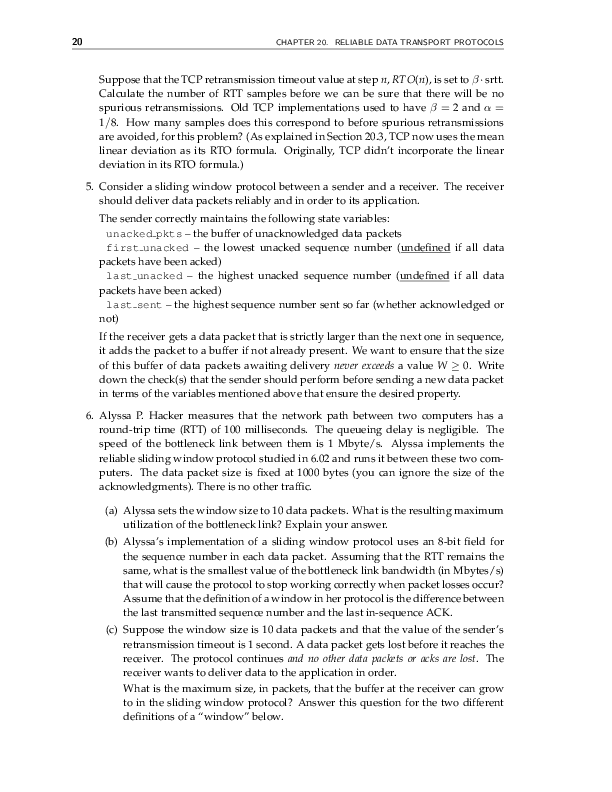 20
CHAPTER 20. RELIABLE DATA TRANSPORT PROTOCOLS
Suppose that the TCP retransmission timeout value at step n, RTO(n), is set to β · srtt.
Calculate the number of RTT samples before we can be sure that there will be no
spurious retransmissions. Old TCP implementations used to have β = 2 and α =
1/8. How many samples does this correspond to before spurious retransmissions
are avoided, for this problem? (As explained in Section 20.3, TCP now uses the mean
linear deviation as its RTO formula. Originally, TCP didn't incorporate the linear
deviation in its RTO formula.)
5. Consider a sliding window protocol between a sender and a receiver. The receiver
should deliver data packets reliably and in order to its application.
The sender correctly maintains the following state variables:
unacked_pkts – the buffer of unacknowledged data packets
first_unacked – the lowest unacked sequence number (undefined if all data
packets have been acked)
last_unacked – the highest unacked sequence number (undefined if all data
packets have been acked)
last_sent – the highest sequence number sent so far (whether acknowledged or
not)
If the receiver gets a data packet that is strictly larger than the next one in sequence,
it adds the packet to a buffer if not already present. We want to ensure that the size
of this buffer of data packets awaiting delivery never exceeds a value W ≥ 0. Write
down the check(s) that the sender should perform before sending a new data packet
in terms of the variables mentioned above that ensure the desired property.
6. Alyssa P. Hacker measures that the network path between two computers has a
round-trip time (RTT) of 100 milliseconds. The queueing delay is negligible. The
speed of the bottleneck link between them is 1 Mbyte/s. Alyssa implements the
reliable sliding window protocol studied in 6.02 and runs it between these two com-
puters. The data packet size is fixed at 1000 bytes (you can ignore the size of the
acknowledgments). There is no other traffic.
(a) Alyssa sets the window size to 10 data packets. What is the resulting maximum
utilization of the bottleneck link? Explain your answer.
(b) Alyssa's implementation of a sliding window protocol uses an 8-bit field for
the sequence number in each data packet. Assuming that the RTT remains the
same, what is the smallest value of the bottleneck link bandwidth (in Mbytes/s)
that will cause the protocol to stop working correctly when packet losses occur?
Assume that the definition of a window in her protocol is the difference between
the last transmitted sequence number and the last in-sequence ACK.
(c) Suppose the window size is 10 data packets and that the value of the sender's
retransmission timeout is 1 second. A data packet gets lost before it reaches the
receiver. The protocol continues and no other data packets or acks are lost. The
receiver wants to deliver data to the application in order.
What is the maximum size, in packets, that the buffer at the receiver can grow
to in the sliding window protocol? Answer this question for the two different
definitions of a "window" below.